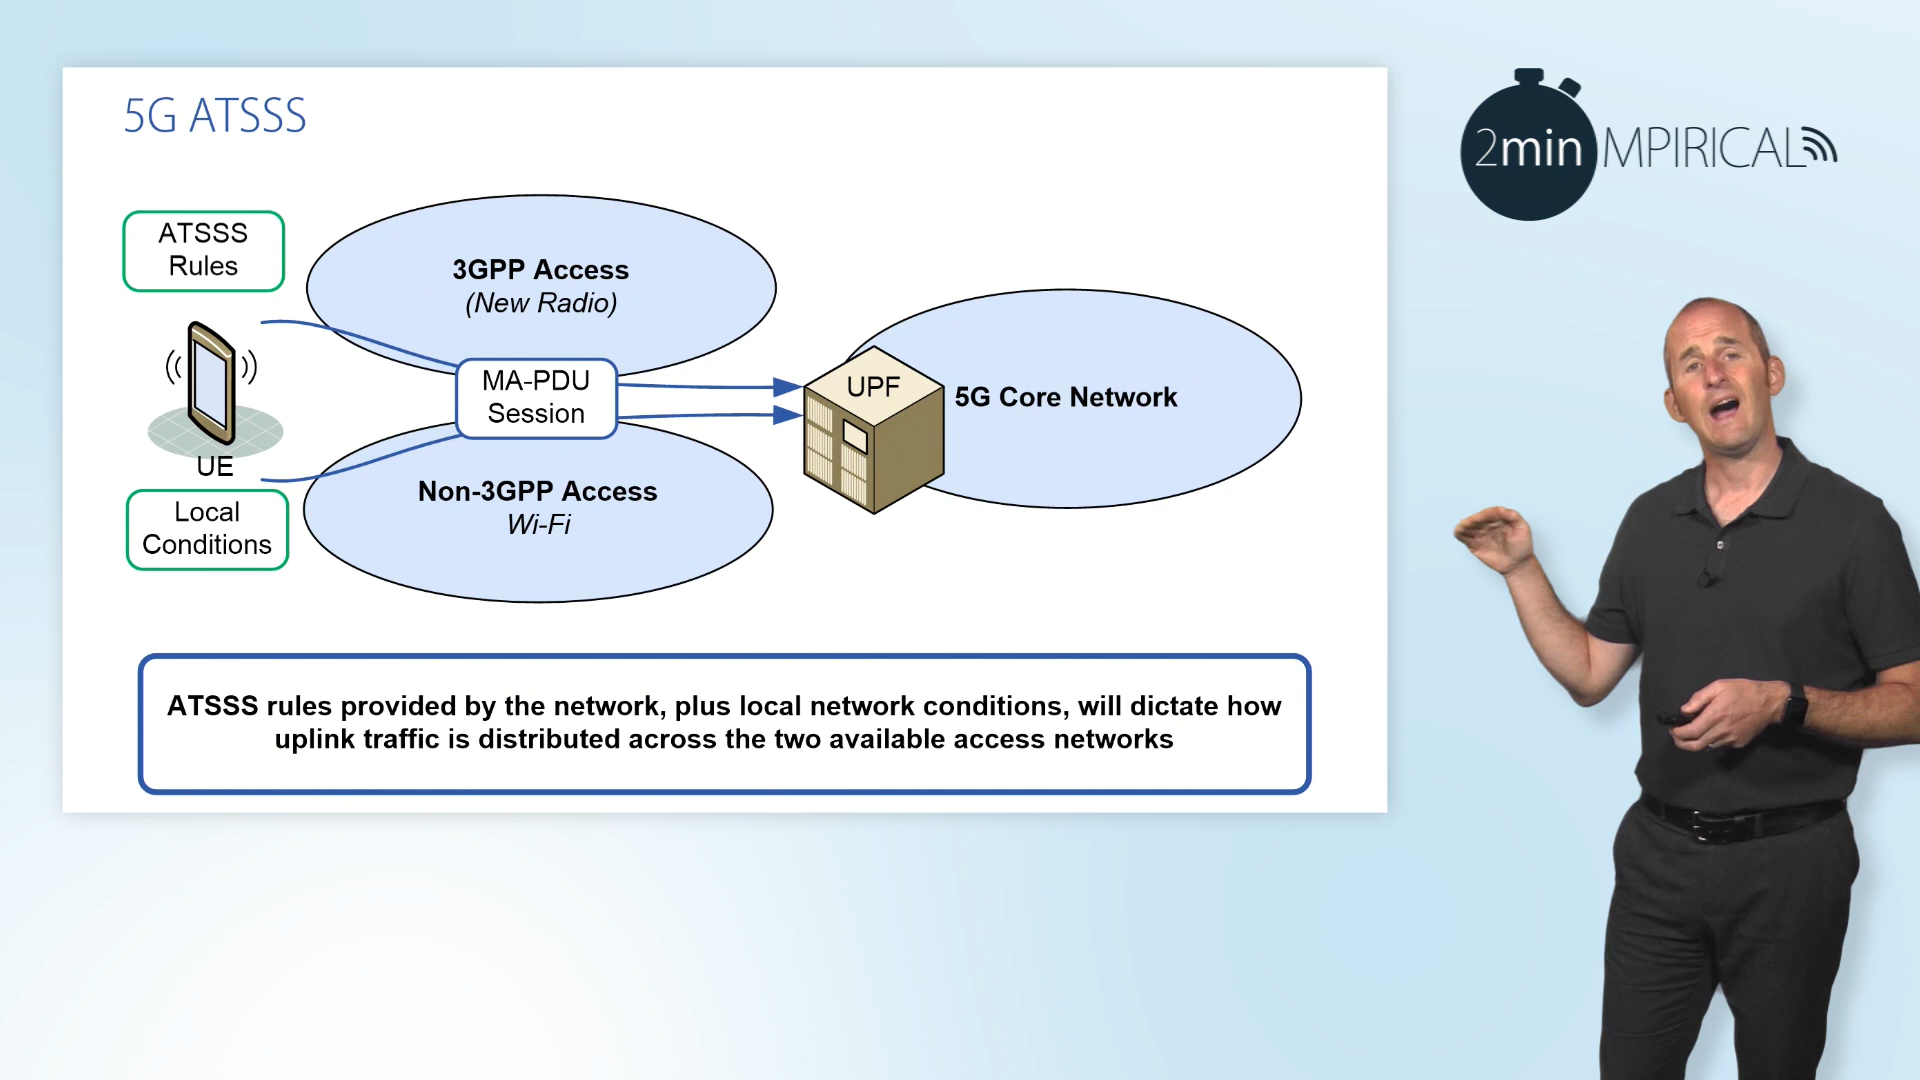 5G ATSSS
2min MPIRICAL
ATSSS
Rules
3GPP Access
(New Radio)
MA-PDU
Session
UPF
5G Core Network
UE
Non-3GPP Access
Wi-Fi
Local
Conditions
ATSSS rules provided by the network, plus local network conditions, will dictate how
uplink traffic is distributed across the two available access networks